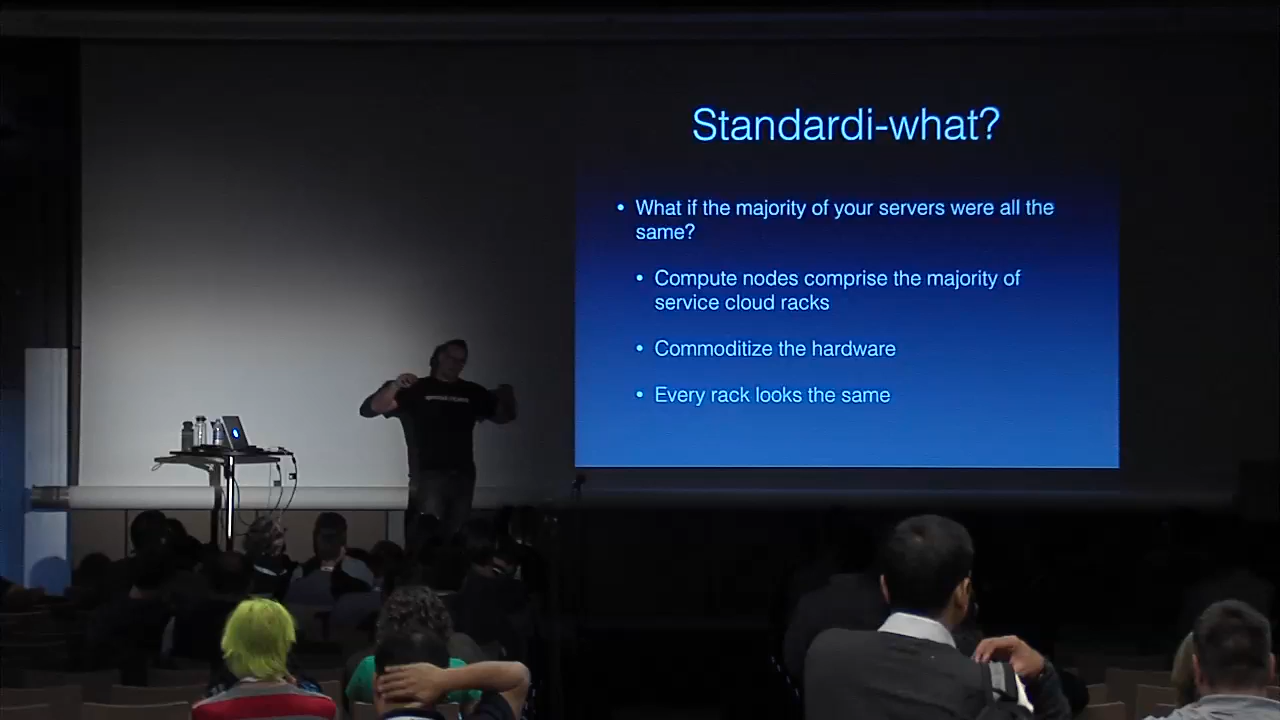 Standardi-what?
• What if the majority of your servers were all the
same?
• Compute nodes comprise the majority of
service cloud racks
• Commoditize the hardware
• Every rack looks the same